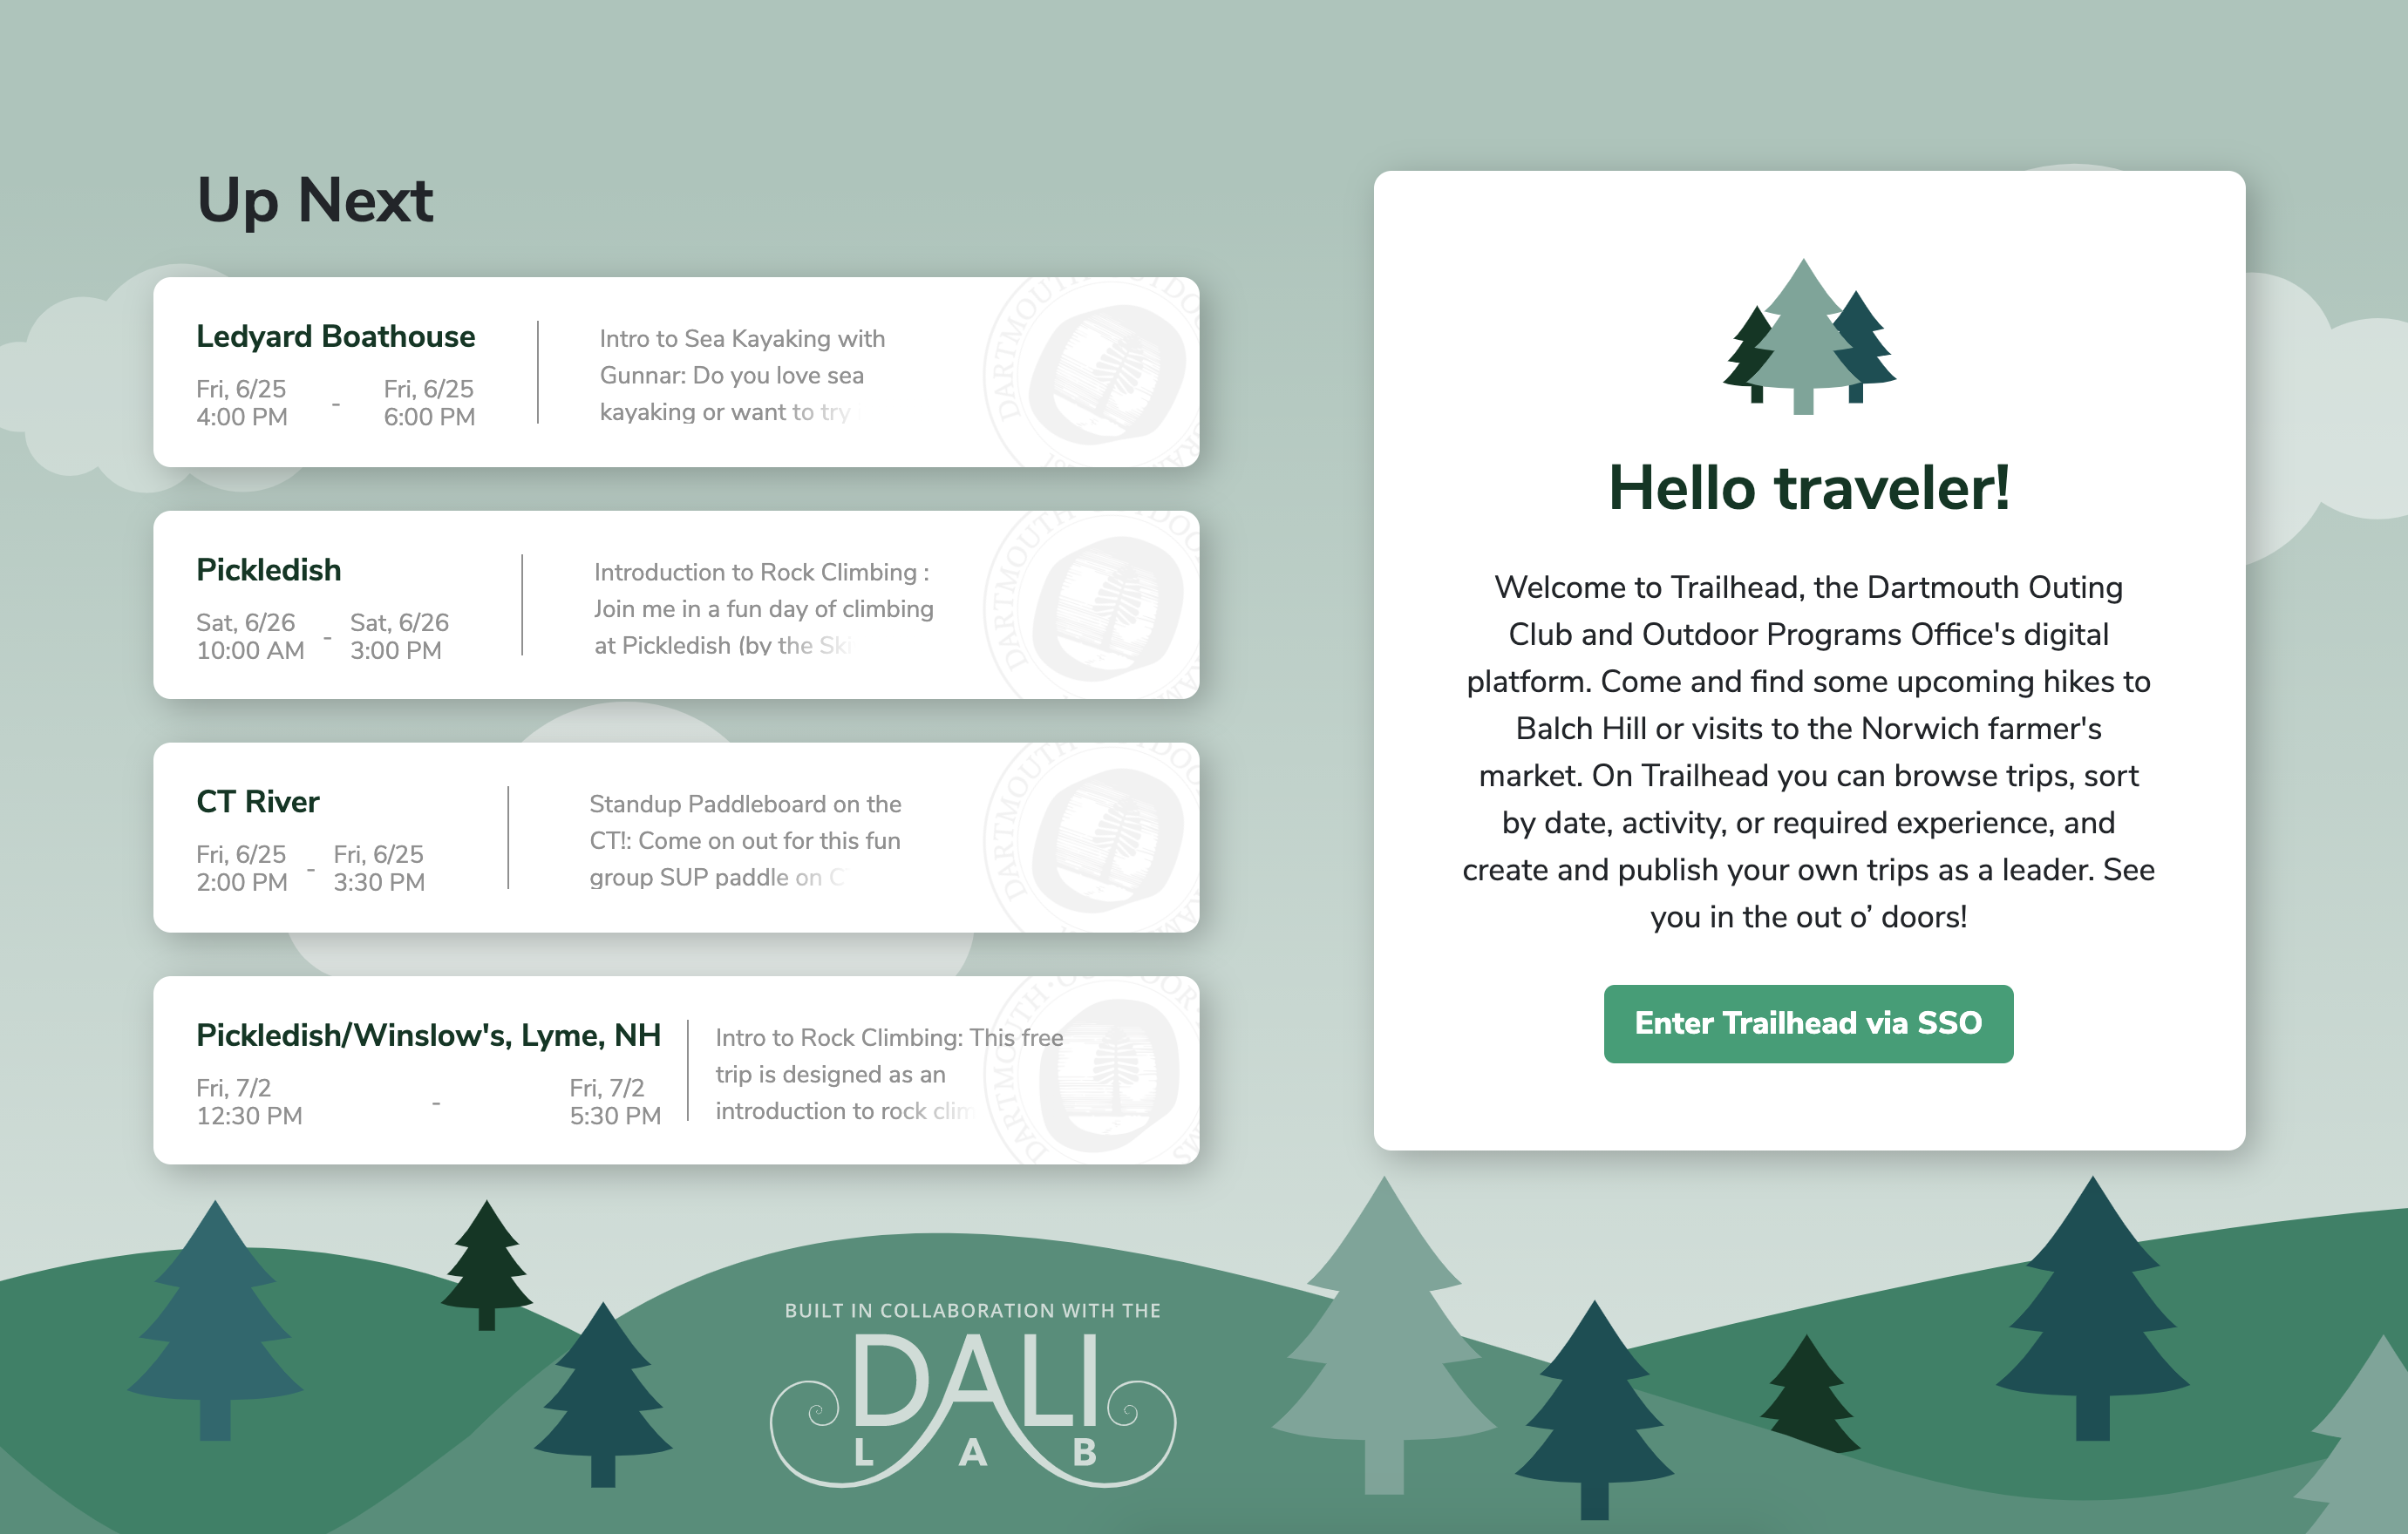 Up Next
Ledyard Boathouse
Fri, 6/25 - Fri, 6/25
4:00 PM 6:00 PM
Intro to Sea Kayaking with
Gunnar: Do you love sea
kayaking or want to try
DARTMOUTH
Pickledish
Sat, 6/26 - Sat, 6/26
10:00 AM 3:00 PM
Introduction to Rock Climbing :
Join me in a fun day of climbing
at Pickledish (by the Ski
DARTMOUTH
CT River
Fri, 6/25 - Fri, 6/25
2:00 PM 3:30 PM
Standup Paddleboard on the
CT!: Come on out for this fun
group SUP paddle on C
DARTMOUTH
Pickledish/Winslow's, Lyme, NH
Fri, 7/2 - Fri, 7/2
12:30 PM 5:30 PM
Intro to Rock Climbing: This free
trip is designed as an
introduction to rock clim
DARTMOUTH
Hello traveler!
Welcome to Trailhead, the Dartmouth Outing
Club and Outdoor Programs Office's digital
platform. Come and find some upcoming hikes to
Balch Hill or visits to the Norwich farmer's
market. On Trailhead you can browse trips, sort
by date, activity, or required experience, and
create and publish your own trips as a leader. See
you in the out o’ doors!
Enter Trailhead via SSO
BUILT IN COLLABORATION WITH THE
DALI
LAB